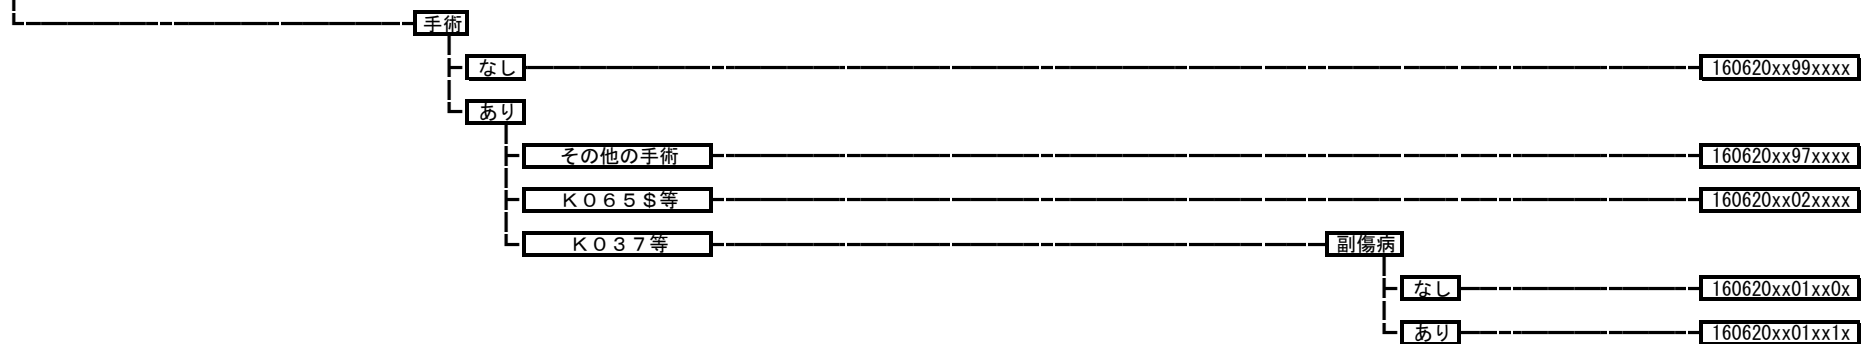 手術
なし 160620xx99xxxx
あり
その他の手術 160620xx97xxxx
K065$等 160620xx02xxxx
K037等 副傷病
なし 160620xx01xx0x
あり 160620xx01xx1x